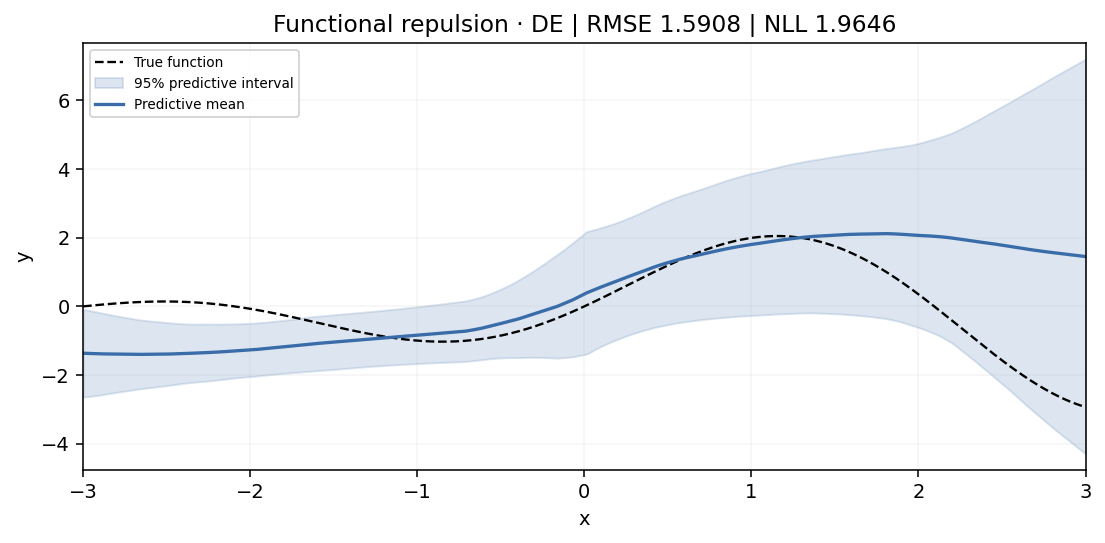 Functional repulsion · DE | RMSE 1.5908 | NLL 1.9646
True function
95% predictive interval
Predictive mean
y
6
4
2
0
−2
−4
−3
−2
−1
0
1
2
3
x